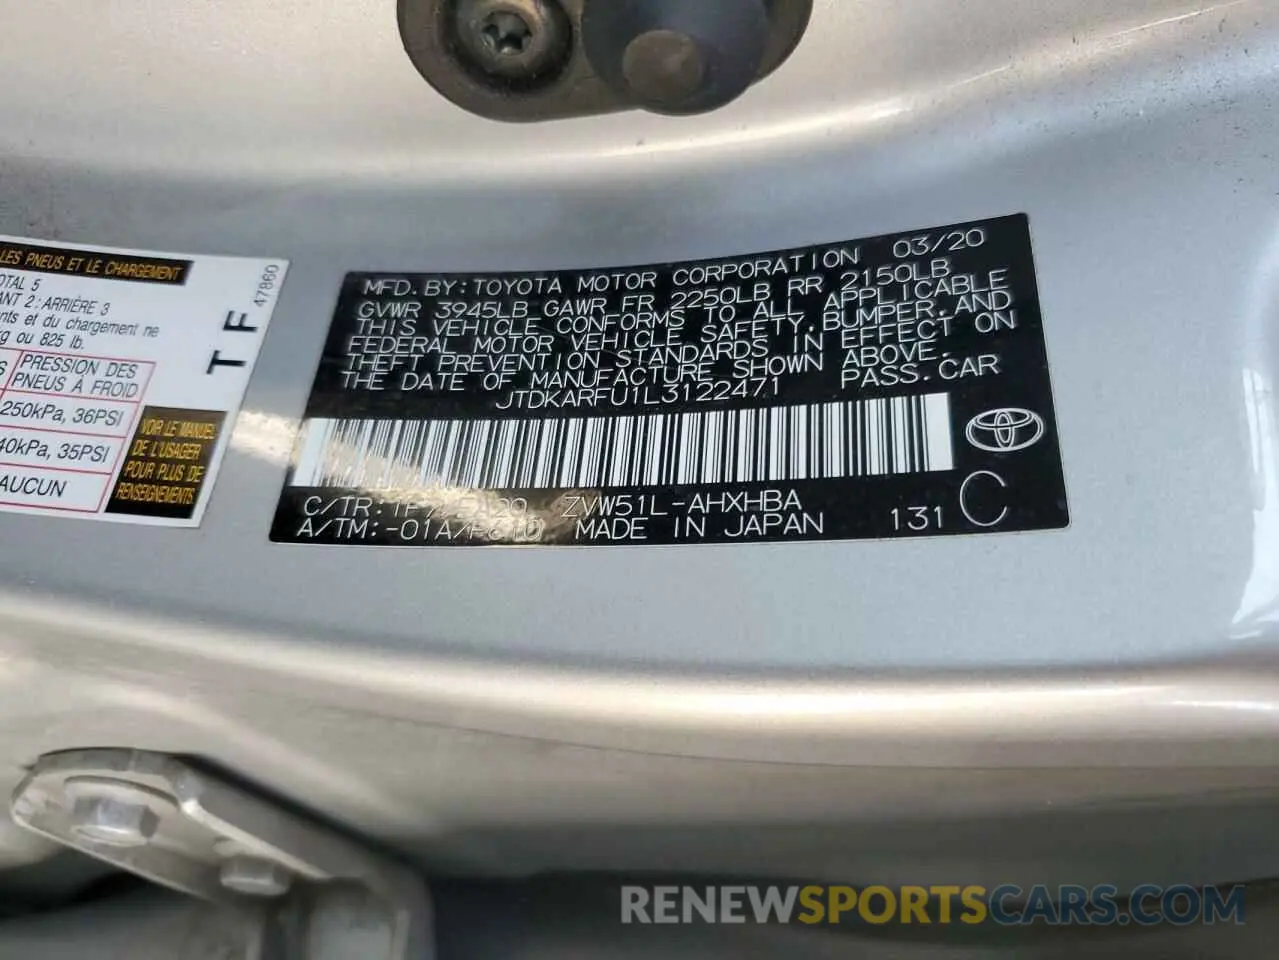 LES PNEUS ET LE CHARGEMENT
OTAL 5
ANT 2: ARRIÈRE 3
nts et du chargement ne
g ou 825 lb.
PRESSION DES
PNEUS À FROID
250kPa, 36PSI
40kPa, 35PSI
AUCUN
VOIR LE MANUEL
DE L'USAGER
POUR PLUS DE
RENSEIGNEMENTS
T F
47860
MFD. BY: TOYOTA MOTOR CORPORATION 03/20
GVWR 3945LB GAWR FR 2250LB RR 2150LB
THIS VEHICLE CONFORMS TO ALL APPLICABLE
FEDERAL MOTOR VEHICLE SAFETY, BUMPER, AND
THEFT PREVENTION STANDARDS IN EFFECT ON
THE DATE OF MANUFACTURE SHOWN ABOVE.
JTDKARFU1L3122471 PASS. CAR
C/TR: ZVW51L-AHXHBA
A/TM: MADE IN JAPAN 131 C
RENEWSPORTSCARS.COM